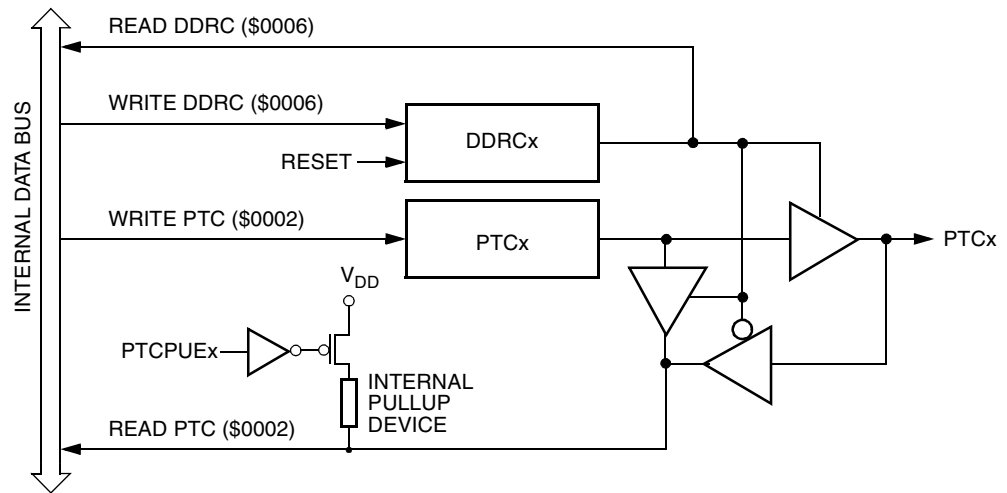 READ DDRC ($0006)
WRITE DDRC ($0006)
DDRCx
RESET
INTERNAL DATA BUS
WRITE PTC ($0002)
PTCx
PTCx
VDD
PTCPUEx
INTERNAL
PULLUP
DEVICE
READ PTC ($0002)